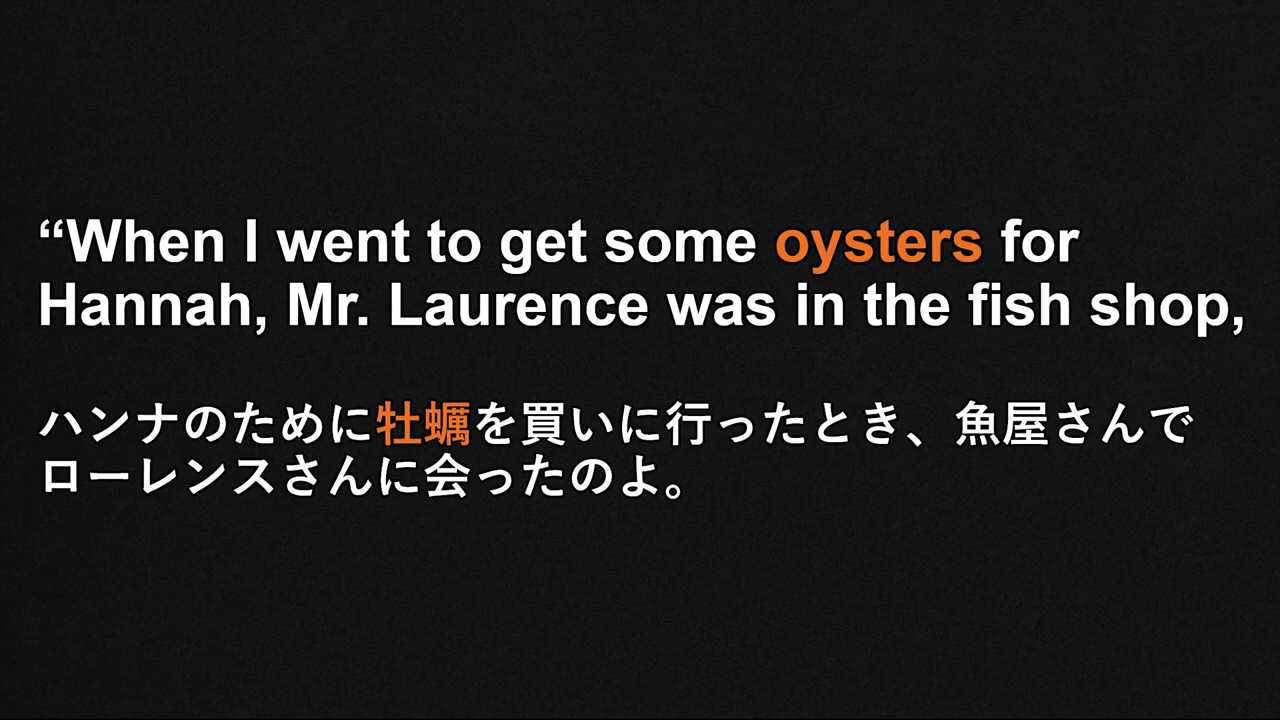 “When I went to get some oysters for
Hannah, Mr. Laurence was in the fish shop,
ハンナのために牡蠣を買いに行ったとき、魚屋さんで
ローレンスさんに会ったのよ。